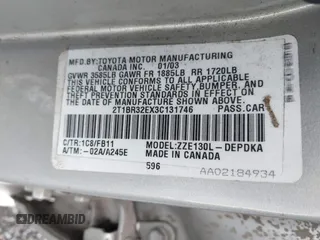 MFD.BY:TOYOTA MOTOR MANUFACTURING
CANADA INC. 01/03
GVWR 3585LB GAWR FR 1885LB RR 1720LB
THIS VEHICLE CONFORMS TO ALL APPLICABLE
FEDERAL MOTOR VEHICLE SAFETY, BUMPER,
AND THEFT PREVENTION STANDARDS IN EFFECT
ON THE DATE OF MANUFACTURE SHOWN ABOVE.
2T1BR32EX3C131746 PASS.CAR
C/TR:1C8/FB11 MODEL:ZZE130L-DEPDKA
A/TM:-02A/A245E MADE IN CANADA
596 AA02184934
AUTOBIDMASTER